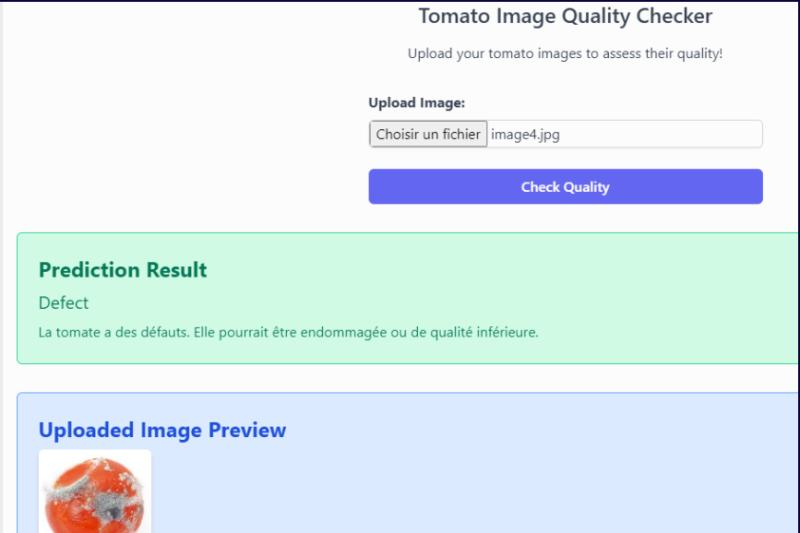 Tomato Image Quality Checker
Upload your tomato images to assess their quality!
Upload Image:
Choisir un fichier image4.jpg
Check Quality
Prediction Result
Defect
La tomate a des défauts. Elle pourrait être endommagée ou de qualité inférieure.
Uploaded Image Preview